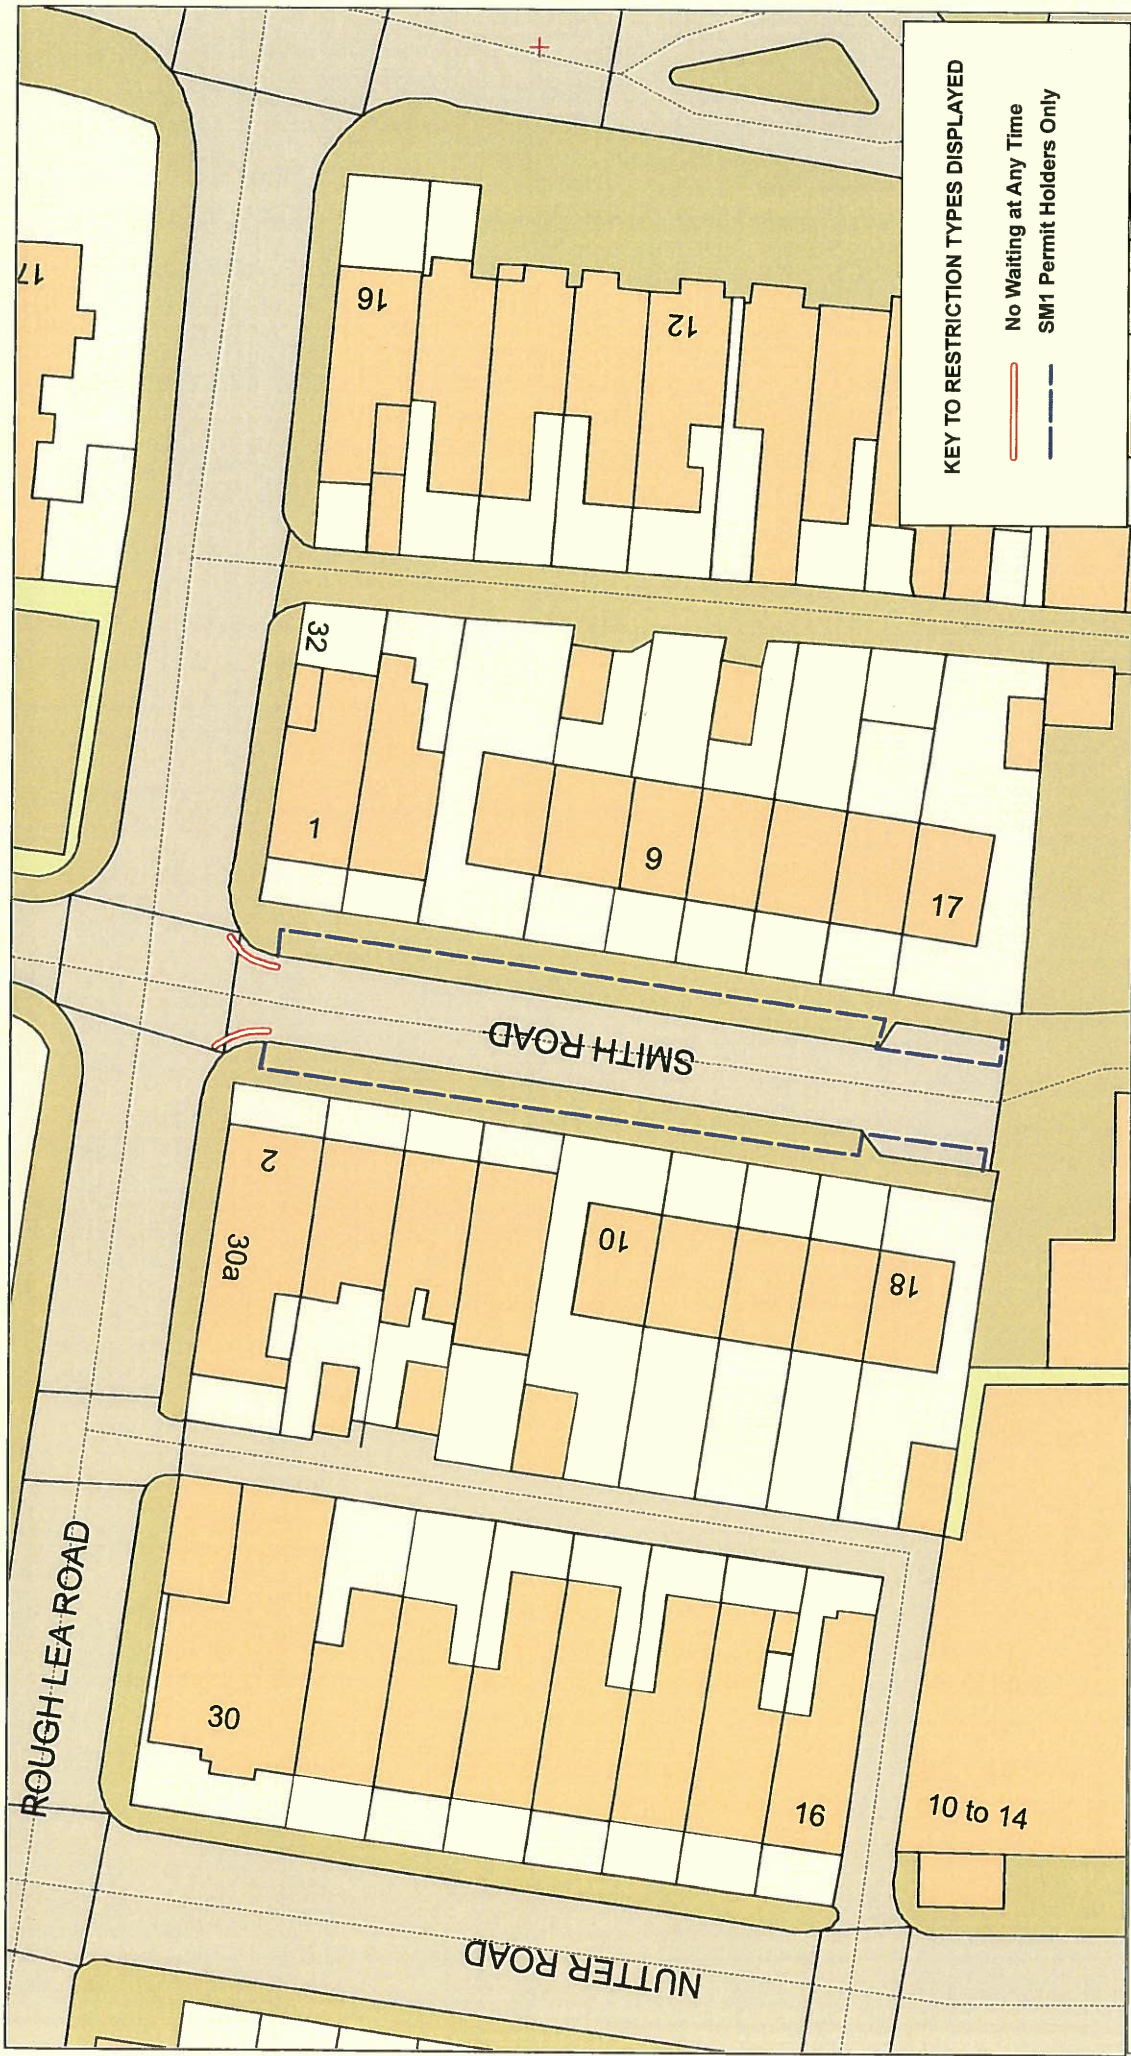 KEY TO RESTRICTION TYPES DISPLAYED
No Waiting at Any Time
SM1 Permit Holders Only
ROUGH LEA ROAD
SMITH ROAD
NUTTER ROAD
17
16
12
32
1
9
17
2
30a
10
18
30
16
10 to 14